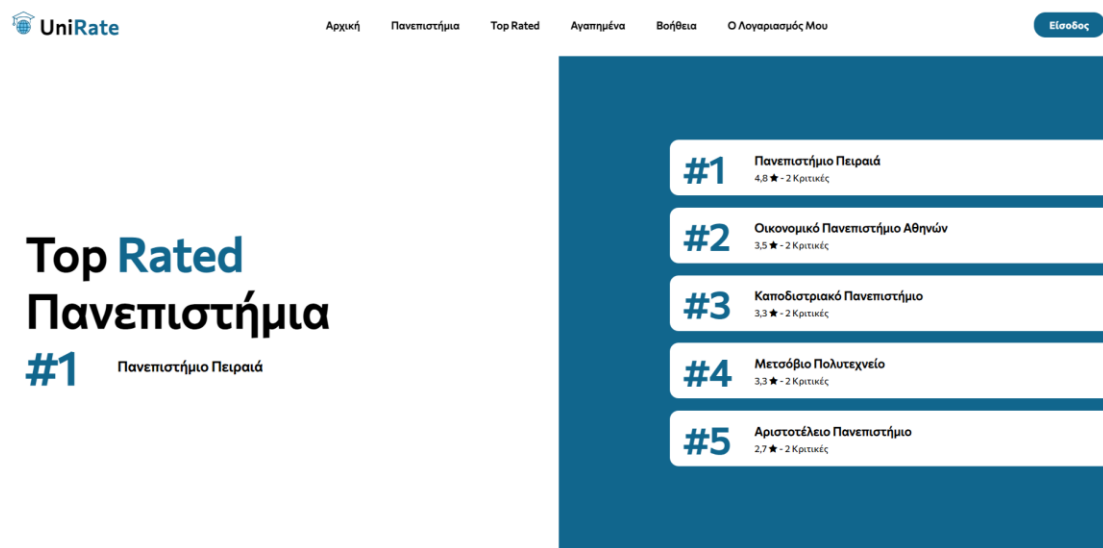 UniRate
Αρχική Πανεπιστήμια Top Rated Αγαπημένα Βοήθεια Ο Λογαριασμός Μου
Είσοδος
Top Rated
Πανεπιστήμια
#1 Πανεπιστήμιο Πειραιά
#1 Πανεπιστήμιο Πειραιά
4,8 ★ - 2 Κριτικές
#2 Οικονομικό Πανεπιστήμιο Αθηνών
3,5 ★ - 2 Κριτικές
#3 Καποδιστριακό Πανεπιστήμιο
3,3 ★ - 2 Κριτικές
#4 Μετσόβιο Πολυτεχνείο
3,3 ★ - 2 Κριτικές
#5 Αριστοτέλειο Πανεπιστήμιο
2,7 ★ - 2 Κριτικές